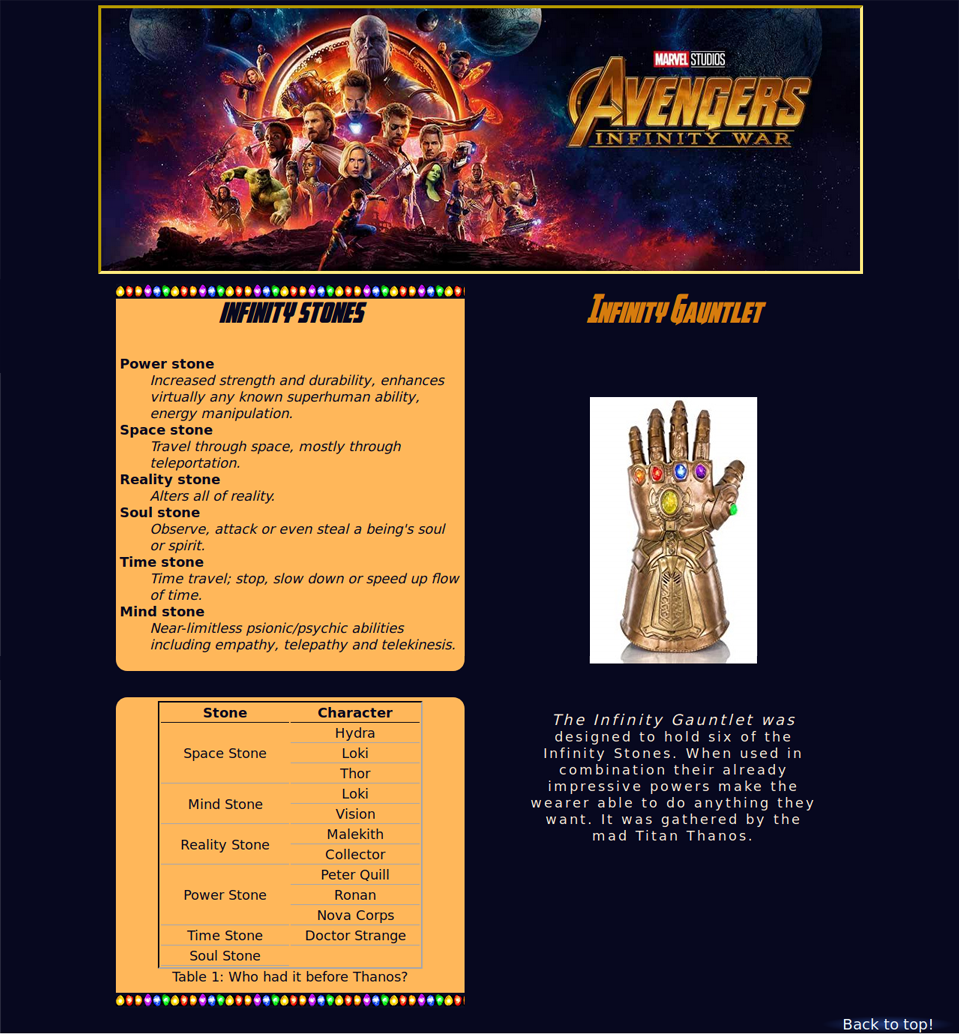 MARVEL STUDIOS
AVENGERS
INFINITY WAR
INFINITY STONES
Power stone
Increased strength and durability, enhances
virtually any known superhuman ability,
energy manipulation.
Space stone
Travel through space, mostly through
teleportation.
Reality stone
Alters all of reality.
Soul stone
Observe, attack or even steal a being's soul
or spirit.
Time stone
Time travel; stop, slow down or speed up flow
of time.
Mind stone
Near-limitless psionic/psychic abilities
including empathy, telepathy and telekinesis.
Stone Character
Space Stone Hydra
Loki
Thor
Mind Stone Loki
Vision
Reality Stone Malekith
Collector
Power Stone Peter Quill
Ronan
Nova Corps
Time Stone Doctor Strange
Soul Stone
Table 1: Who had it before Thanos?
Infinity Gauntlet
The Infinity Gauntlet was
designed to hold six of the
Infinity Stones. When used in
combination their already
impressive powers make the
wearer able to do anything they
want. It was gathered by the
mad Titan Thanos.
Back to top!